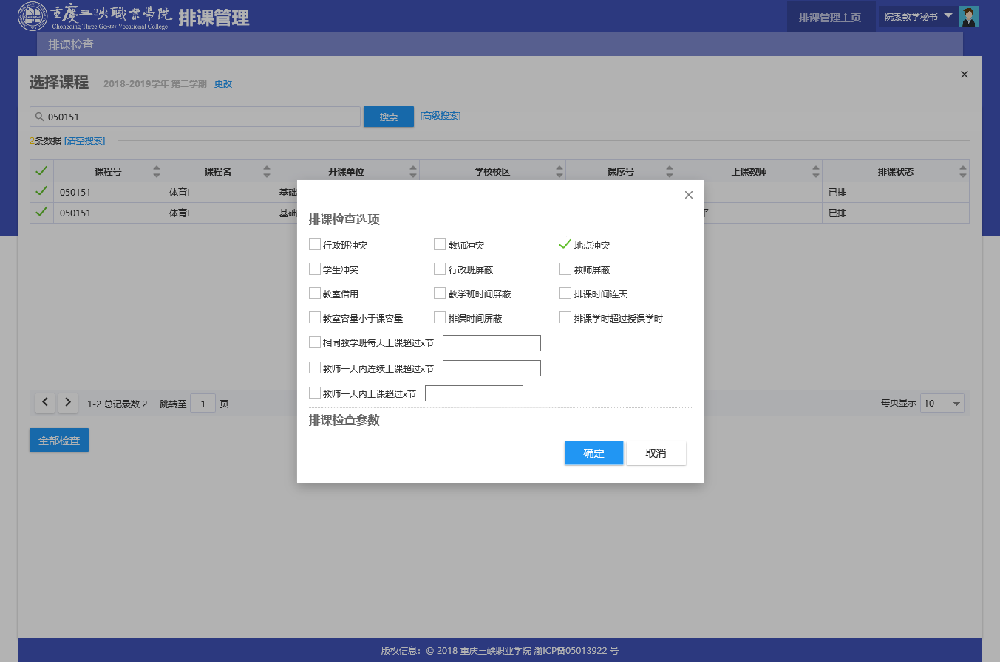 重庆三峡职业学院 排课管理
Chongqing Three Gorges Vocational College
排课管理主页 院系教学秘书
排课检查
选择课程 2018-2019学年 第二学期 更改
050151 搜索 [高级搜索]
2条数据 [清空搜索]
课程号 课程名 开课单位 学校校区 课序号 上课教师 排课状态
050151 体育I 基础 已排
050151 体育I 基础 平 已排
排课检查选项
行政班冲突 教师冲突 地点冲突
学生冲突 行政班屏蔽 教师屏蔽
教室借用 教学班时间屏蔽 排课时间连天
教室容量小于课容量 排课时间屏蔽 排课学时超过授课学时
相同教学班每天上课超过x节
教师一天内连续上课超过x节
教师一天内上课超过x节
排课检查参数
确定 取消
1-2 总记录数 2 跳转至 1 页 每页显示 10
全部检查
版权信息：© 2018 重庆三峡职业学院 渝ICP备05013922 号